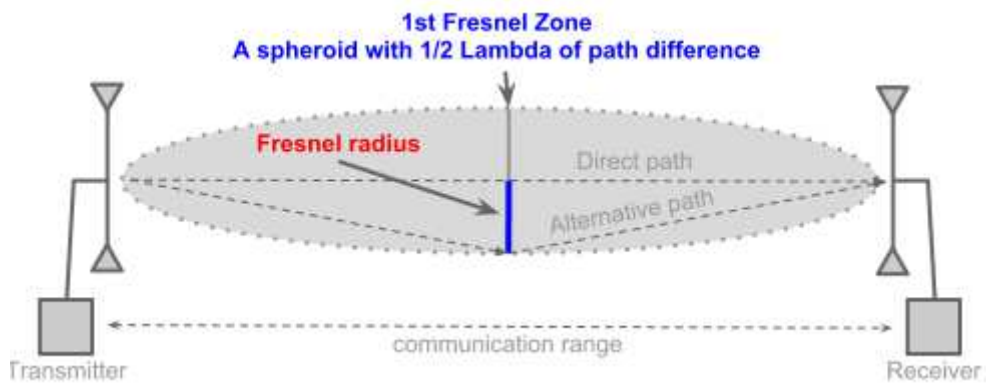 1st Fresnel Zone
A spheroid with 1/2 Lambda of path difference
Fresnel radius
Direct path
Alternative path
communication range
Transmitter
Receiver